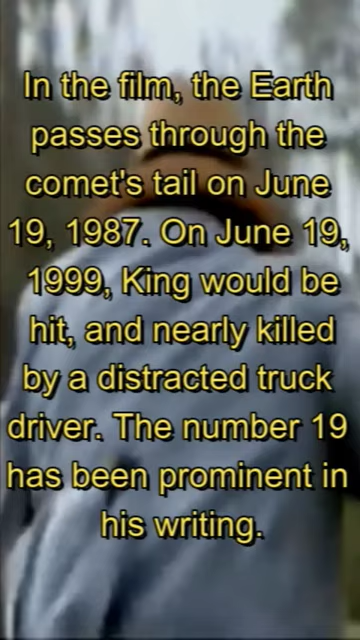 In the film, the Earth
passes through the
comet's tail on June
19, 1987. On June 19,
1999, King would be
hit, and nearly killed
by a distracted truck
driver. The number 19
has been prominent in
his writing.